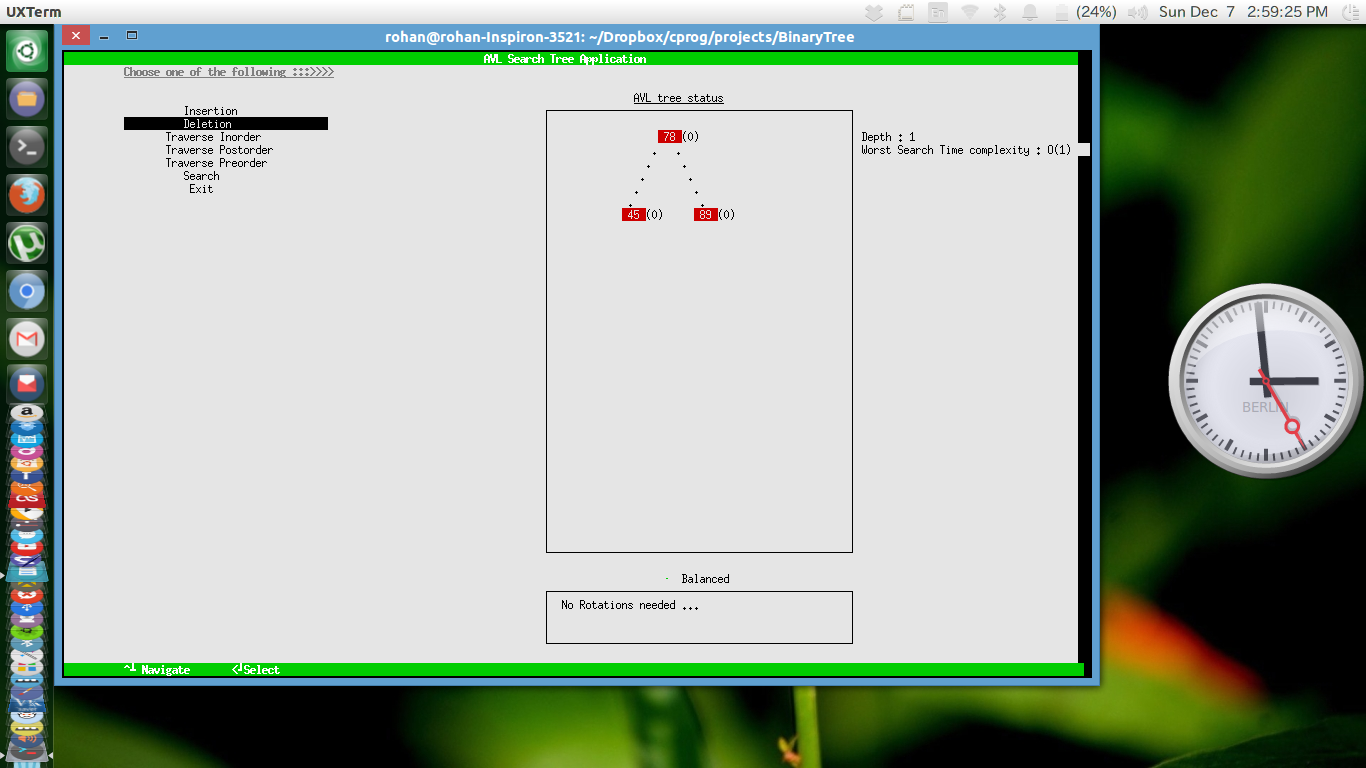 UXTerm
(24%) Sun Dec 7 2:59:25 PM
En
rohan@rohan-Inspiron-3521: ~/Dropbox/cprog/projects/BinaryTree
AVL Search Tree Application
Choose one of the following :::>>>>
Insertion
Deletion
Traverse Inorder
Traverse Postorder
Traverse Preorder
Search
Exit
AVL tree status
78 (0)
45 (0) 89 (0)
Depth : 1
Worst Search Time complexity : O(1)
Balanced
No Rotations needed ...
Navigate Select
BERLIN